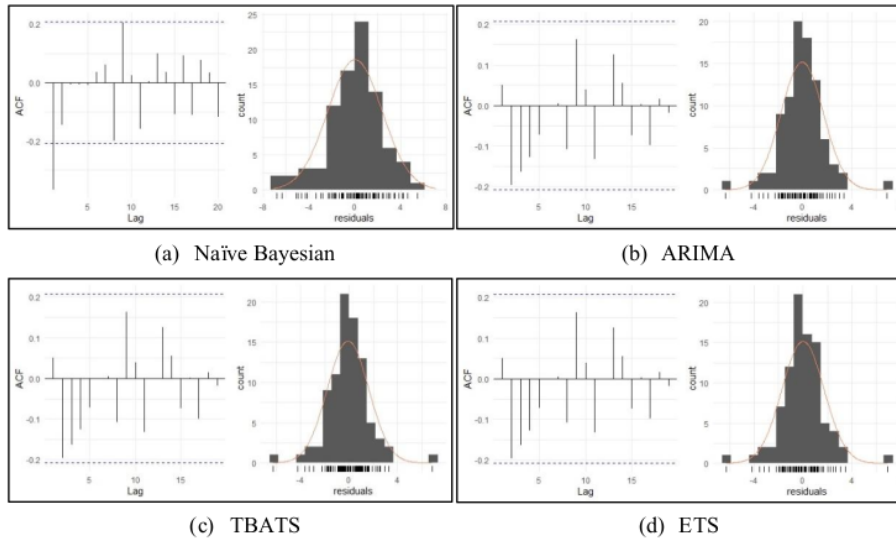 0.2
0.0
-0.2
ACF
5 10 15 20
Lag
25
20
15
10
5
0
count
-8 -4 0 4 8
residuals
(a) Naïve Bayesian
0.2
0.1
0.0
-0.1
-0.2
ACF
5 10 15
Lag
20
15
10
5
0
count
-4 0 4
residuals
(b) ARIMA
0.2
0.1
0.0
-0.1
-0.2
ACF
5 10 15
Lag
20
15
10
5
0
count
-4 0 4
residuals
(c) TBATS
0.2
0.1
0.0
-0.1
-0.2
ACF
5 10 15
Lag
20
15
10
5
0
count
-4 0 4
residuals
(d) ETS